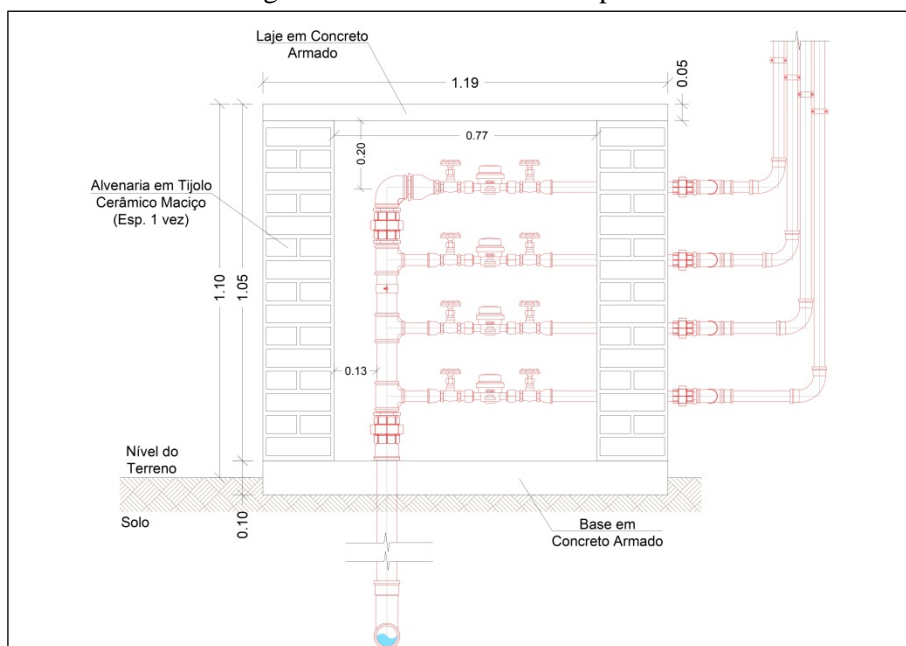 Laje em Concreto
Armado
1.19
0.05
0.77
0.20
Alvenaria em Tijolo
Cerâmico Maciço
(Esp. 1 vez)
1.10
1.05
0.13
Nível do
Terreno
Solo
0.10
Base em
Concreto Armado